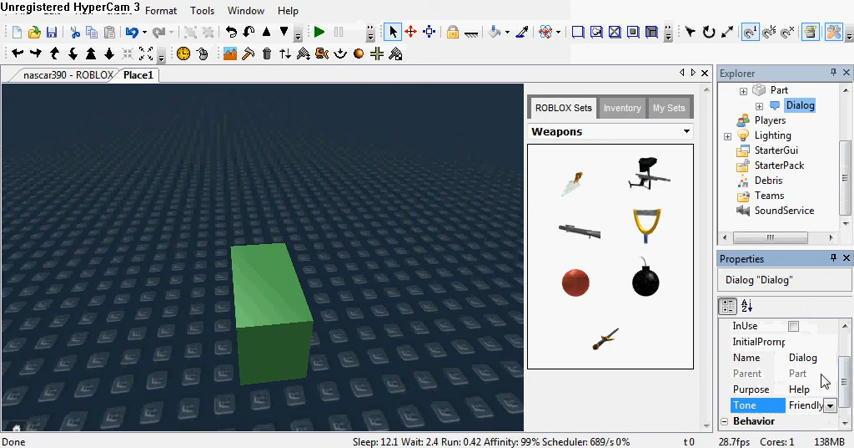 Unregistered HyperCam 3
Format Tools Window Help
nascar390 - ROBLOX Place1
ROBLOX Sets Inventory My Sets
Weapons
Explorer
Part
Dialog
Players
Lighting
StarterGui
StarterPack
Debris
Teams
SoundService
Properties
Dialog "Dialog"
InUse
InitialPromp
Name Dialog
Parent Part
Purpose Help
Tone Friendly
Behavior
Done Sleep: 12.1 Wait: 2.4 Run: 0.42 Affinity: 99% Scheduler: 689/s 0% t 0 28.7fps Cores: 1 138MB